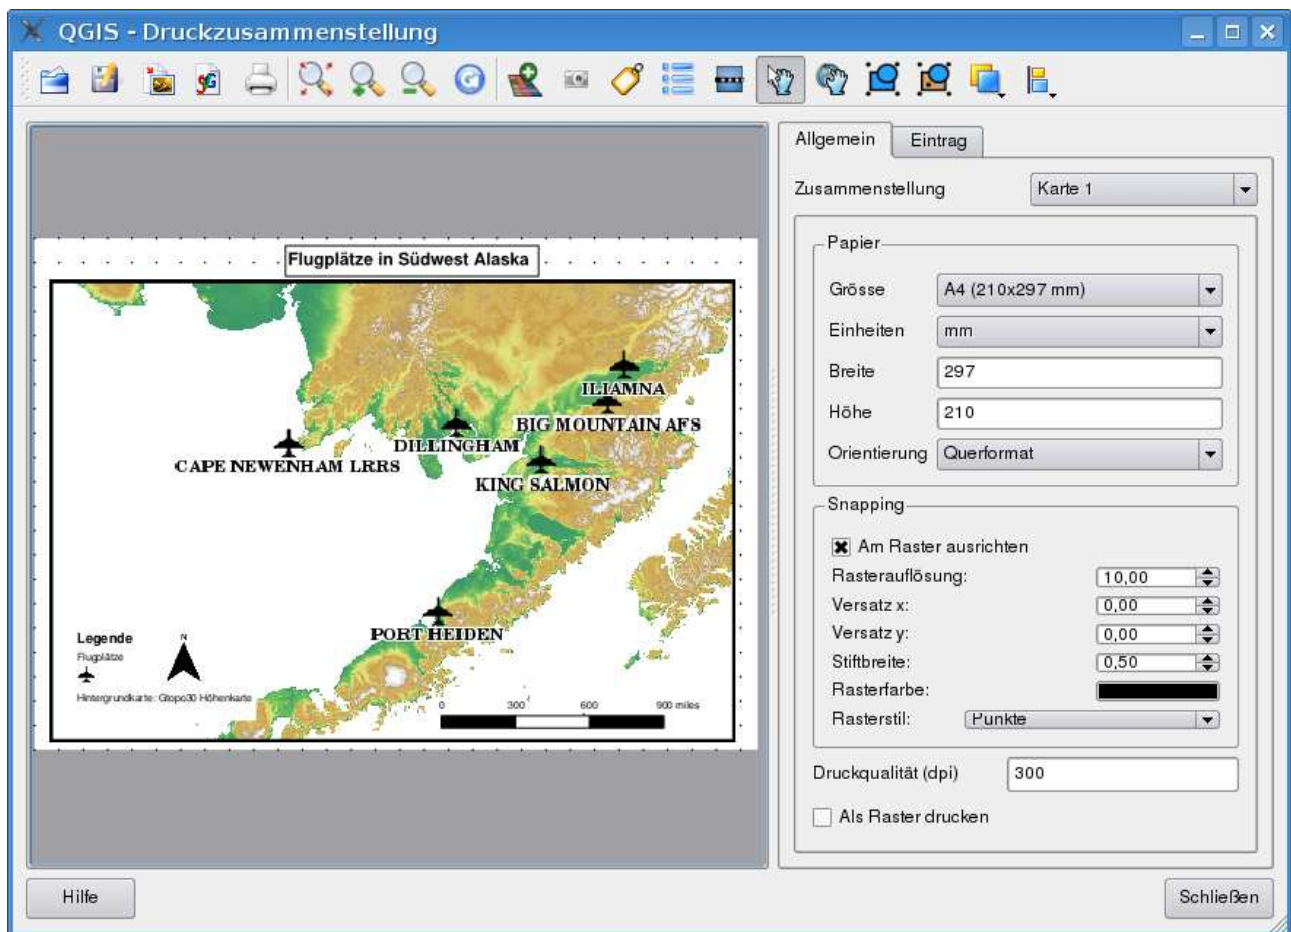 QGIS - Druckzusammenstellung
Allgemein Eintrag
Zusammenstellung Karte 1
Papier
Grösse A4 (210x297 mm)
Einheiten mm
Breite 297
Höhe 210
Orientierung Querformat
Snapping
Am Raster ausrichten
Rasterauflösung: 10,00
Versatz x: 0,00
Versatz y: 0,00
Stiftbreite: 0,50
Rasterfarbe:
Rasterstil: Punkte
Druckqualität (dpi) 300
Als Raster drucken
Flugplätze in Südwest Alaska
ILIAMNA
BIG MOUNTAIN AFS
DILLINGHAM
CAPE NEWENHAM LRRS
KING SALMON
PORT HEIDEN
Legende
N
Flugplätze
Hintergrundkarte: Gtopo30 Höhenkarte
0 300 600 900 miles
Hilfe
Schließen